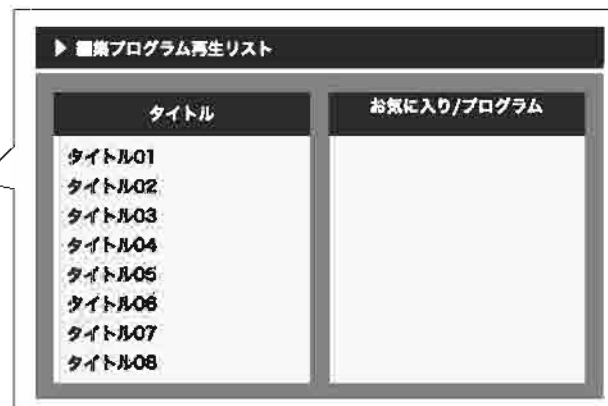 ▶ 編集プログラム再生リスト
タイトル
お気に入り/プログラム
タイトル01
タイトル02
タイトル03
タイトル04
タイトル05
タイトル06
タイトル07
タイトル08